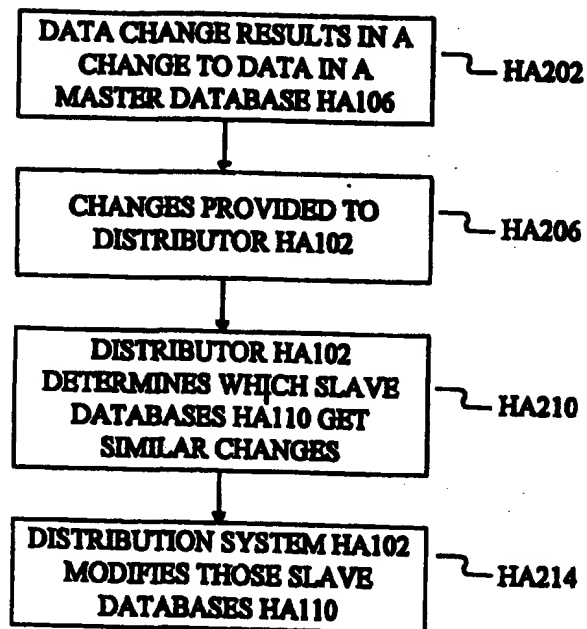 DATA CHANGE RESULTS IN A
CHANGE TO DATA IN A
MASTER DATABASE HA106
HA202
CHANGES PROVIDED TO
DISTRIBUTOR HA102
HA206
DISTRIBUTOR HA102
DETERMINES WHICH SLAVE
DATABASES HA110 GET
SIMILAR CHANGES
HA210
DISTRIBUTION SYSTEM HA102
MODIFIES THOSE SLAVE
DATABASES HA110
HA214